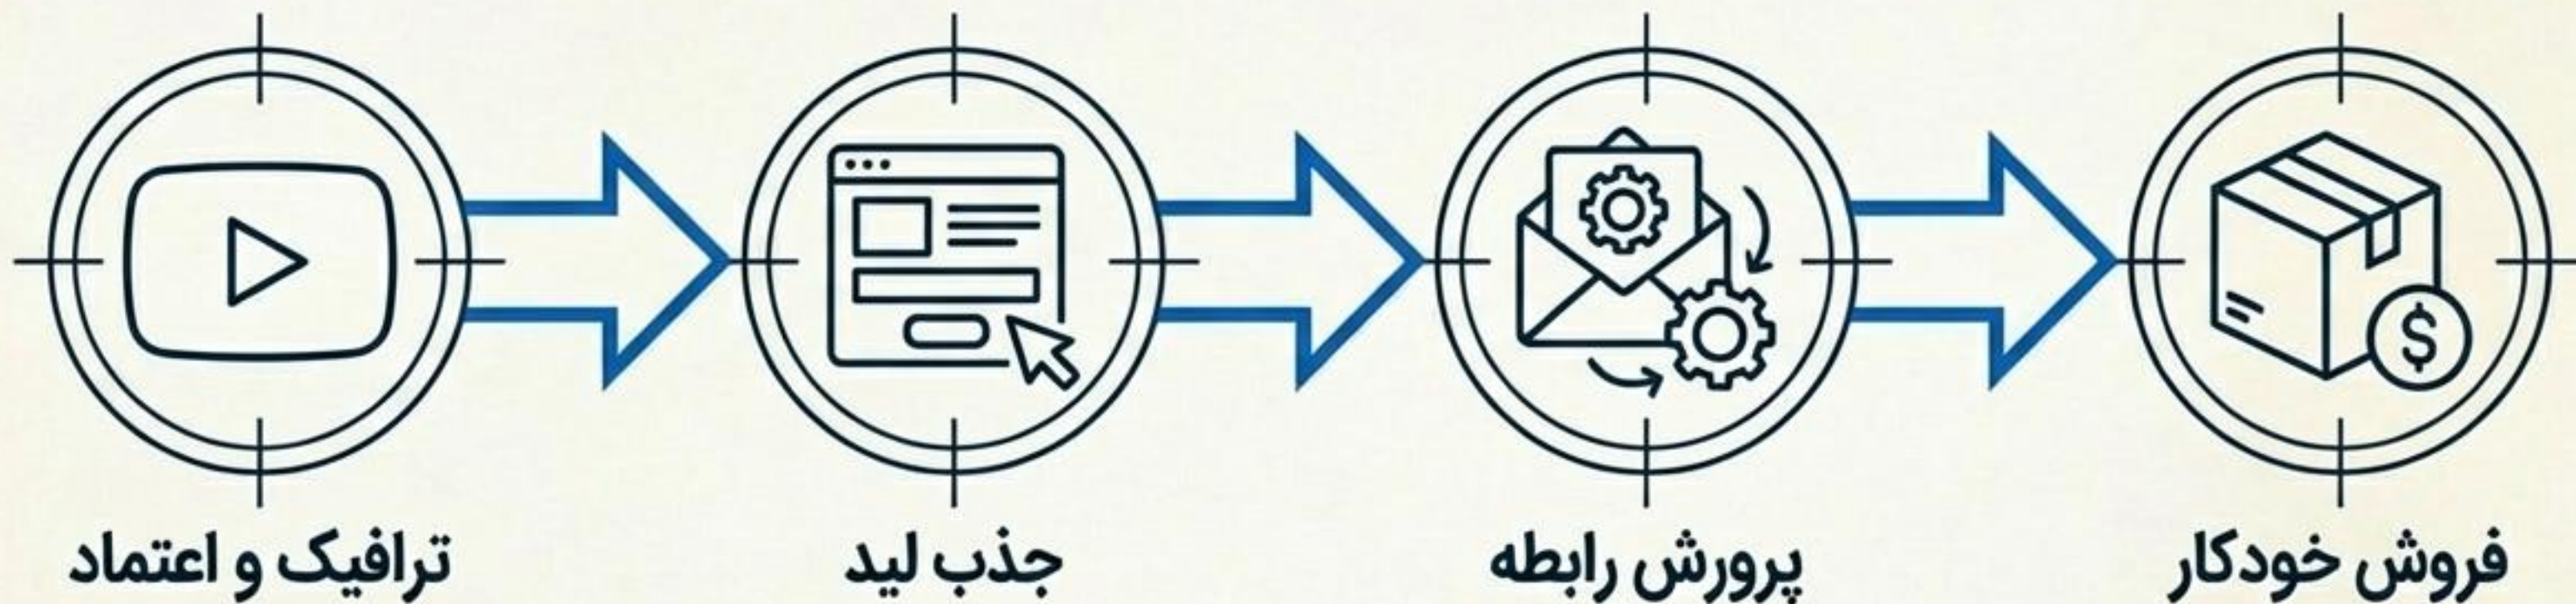 ترافیک و اعتماد
جذب لید
پرورش رابطه
فروش خودکار
$